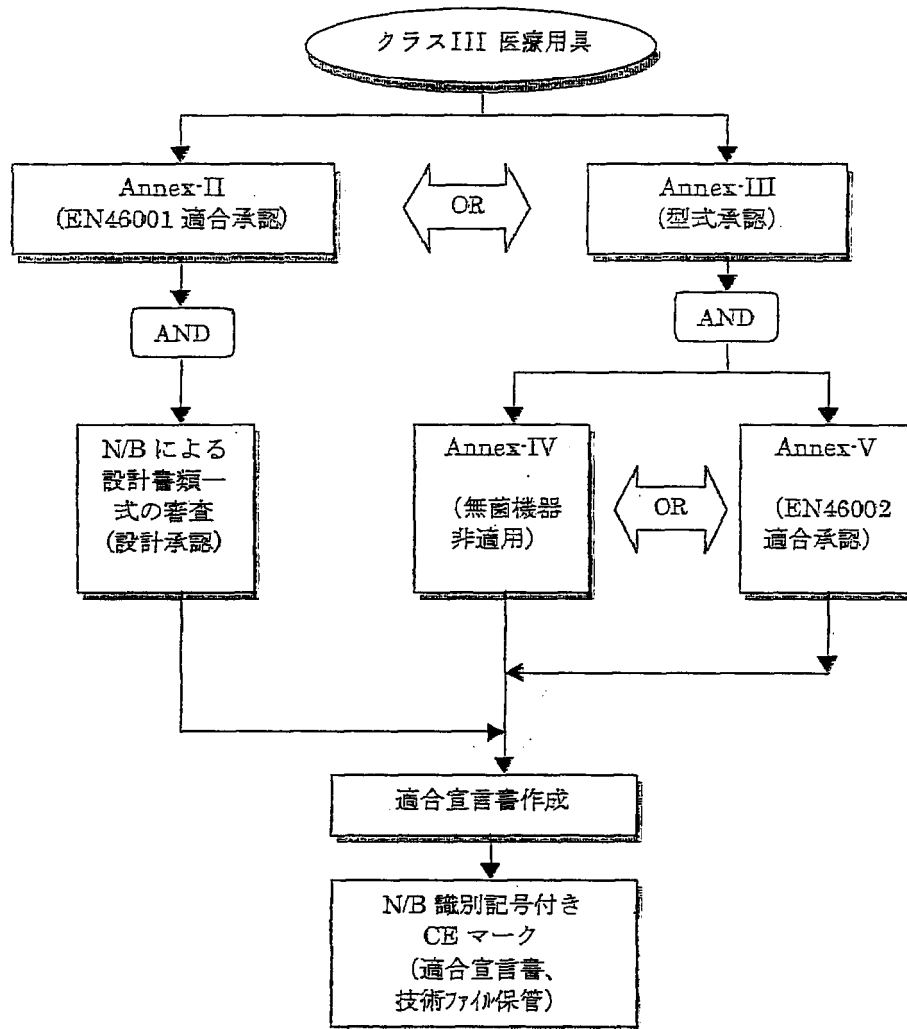 クラスIII 医療用具
Annex-II
(EN46001 適合承認)
OR
Annex-III
(型式承認)
AND
AND
N/B による
設計書類一
式の審査
(設計承認)
Annex-IV
(無菌機器
非適用)
OR
Annex-V
(EN46002
適合承認)
適合宣言書作成
N/B 識別記号付き
CE マーク
(適合宣言書、
技術ファイル保管)